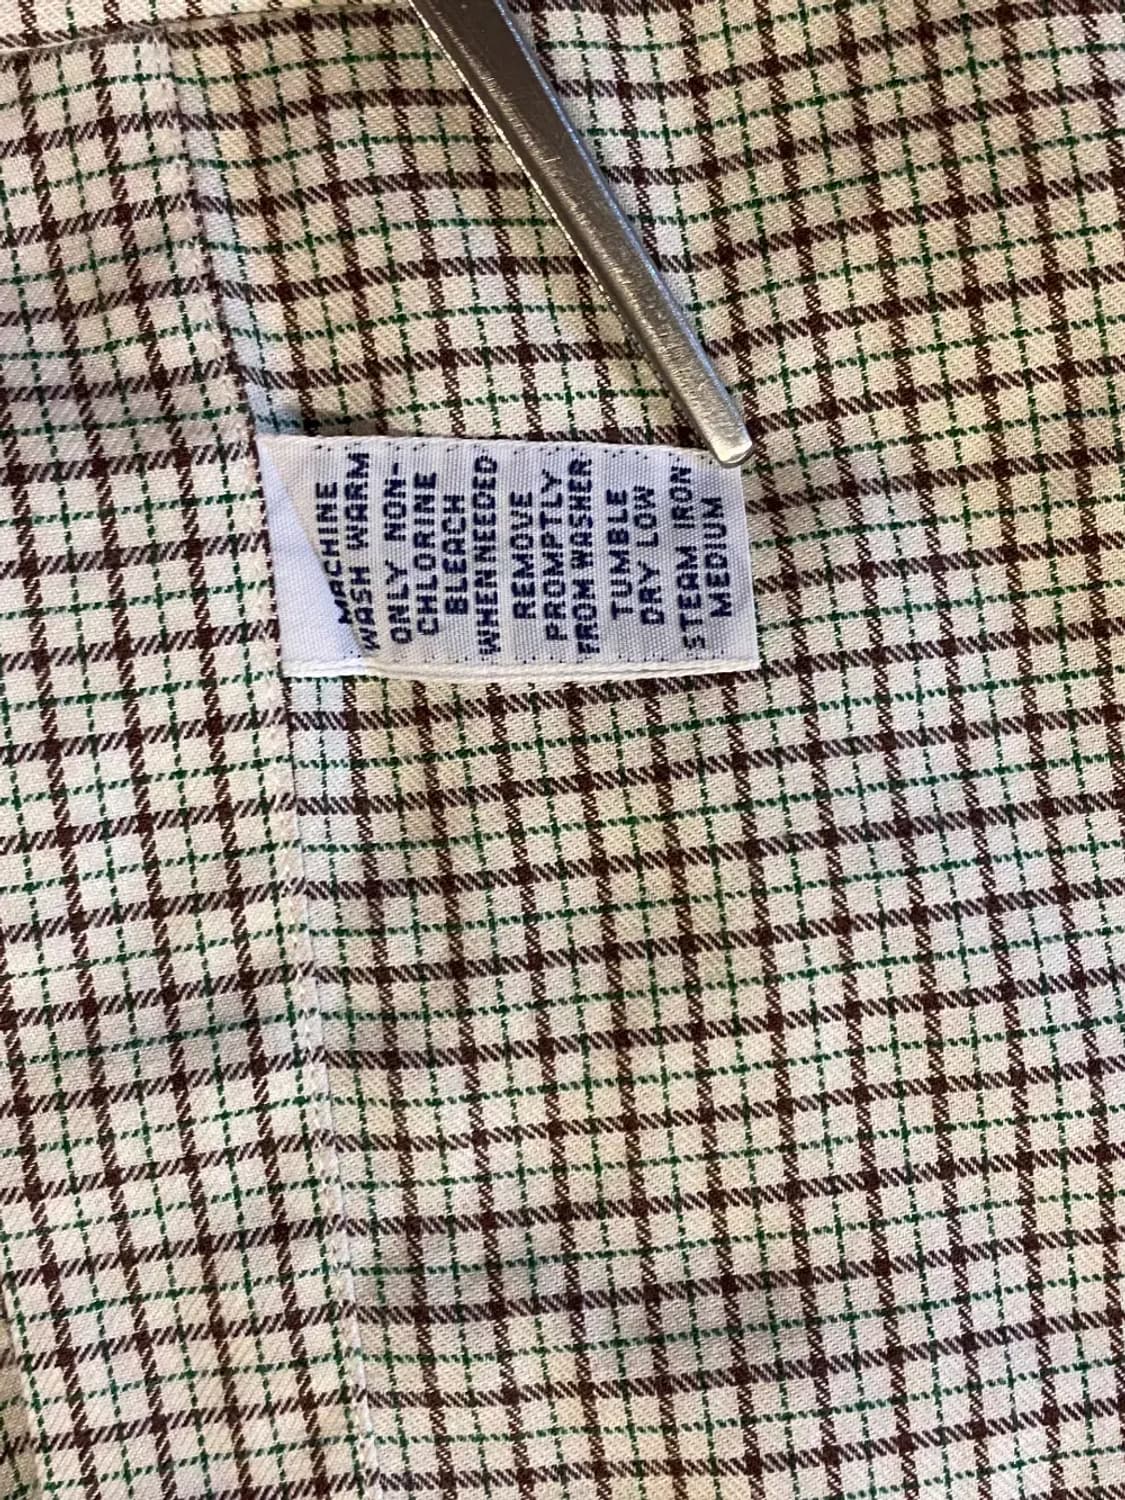 MACHINE
WASH WARM
ONLY NON-
CHLORINE
BLEACH
WHEN NEEDED
REMOVE
PROMPTLY
FROM WASHER
TUMBLE
DRY LOW
STEAM IRON
MEDIUM